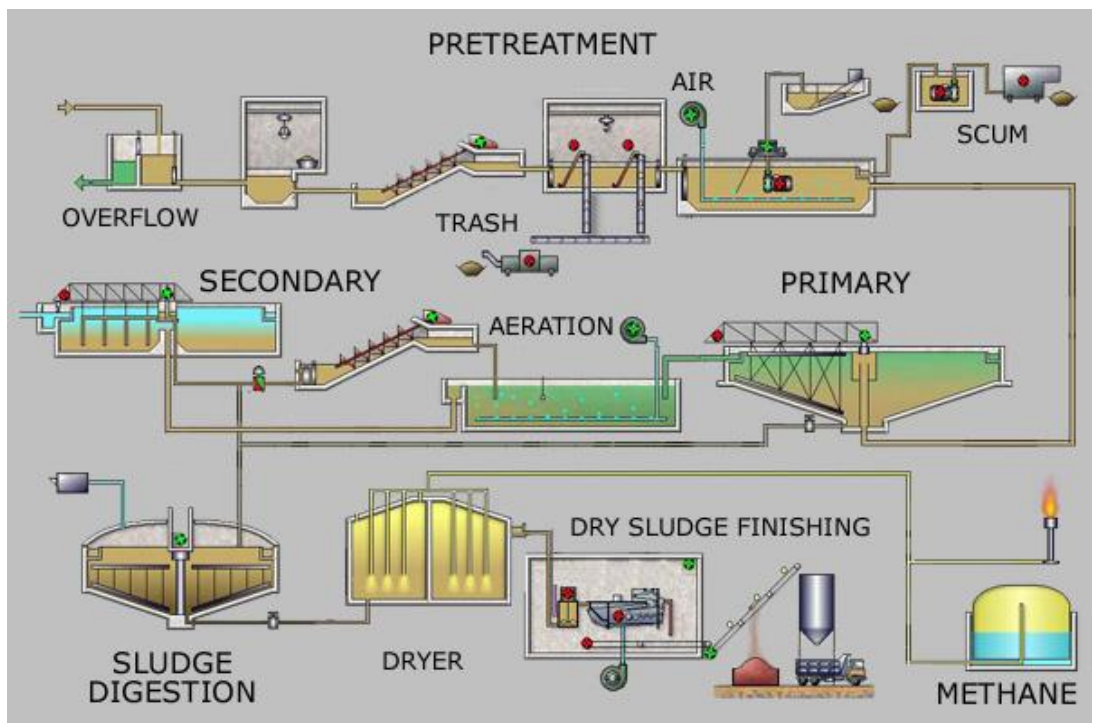 PRETREATMENT
AIR
SCUM
OVERFLOW
TRASH
SECONDARY
PRIMARY
AERATION
DRY SLUDGE FINISHING
SLUDGE
DIGESTION
DRYER
METHANE